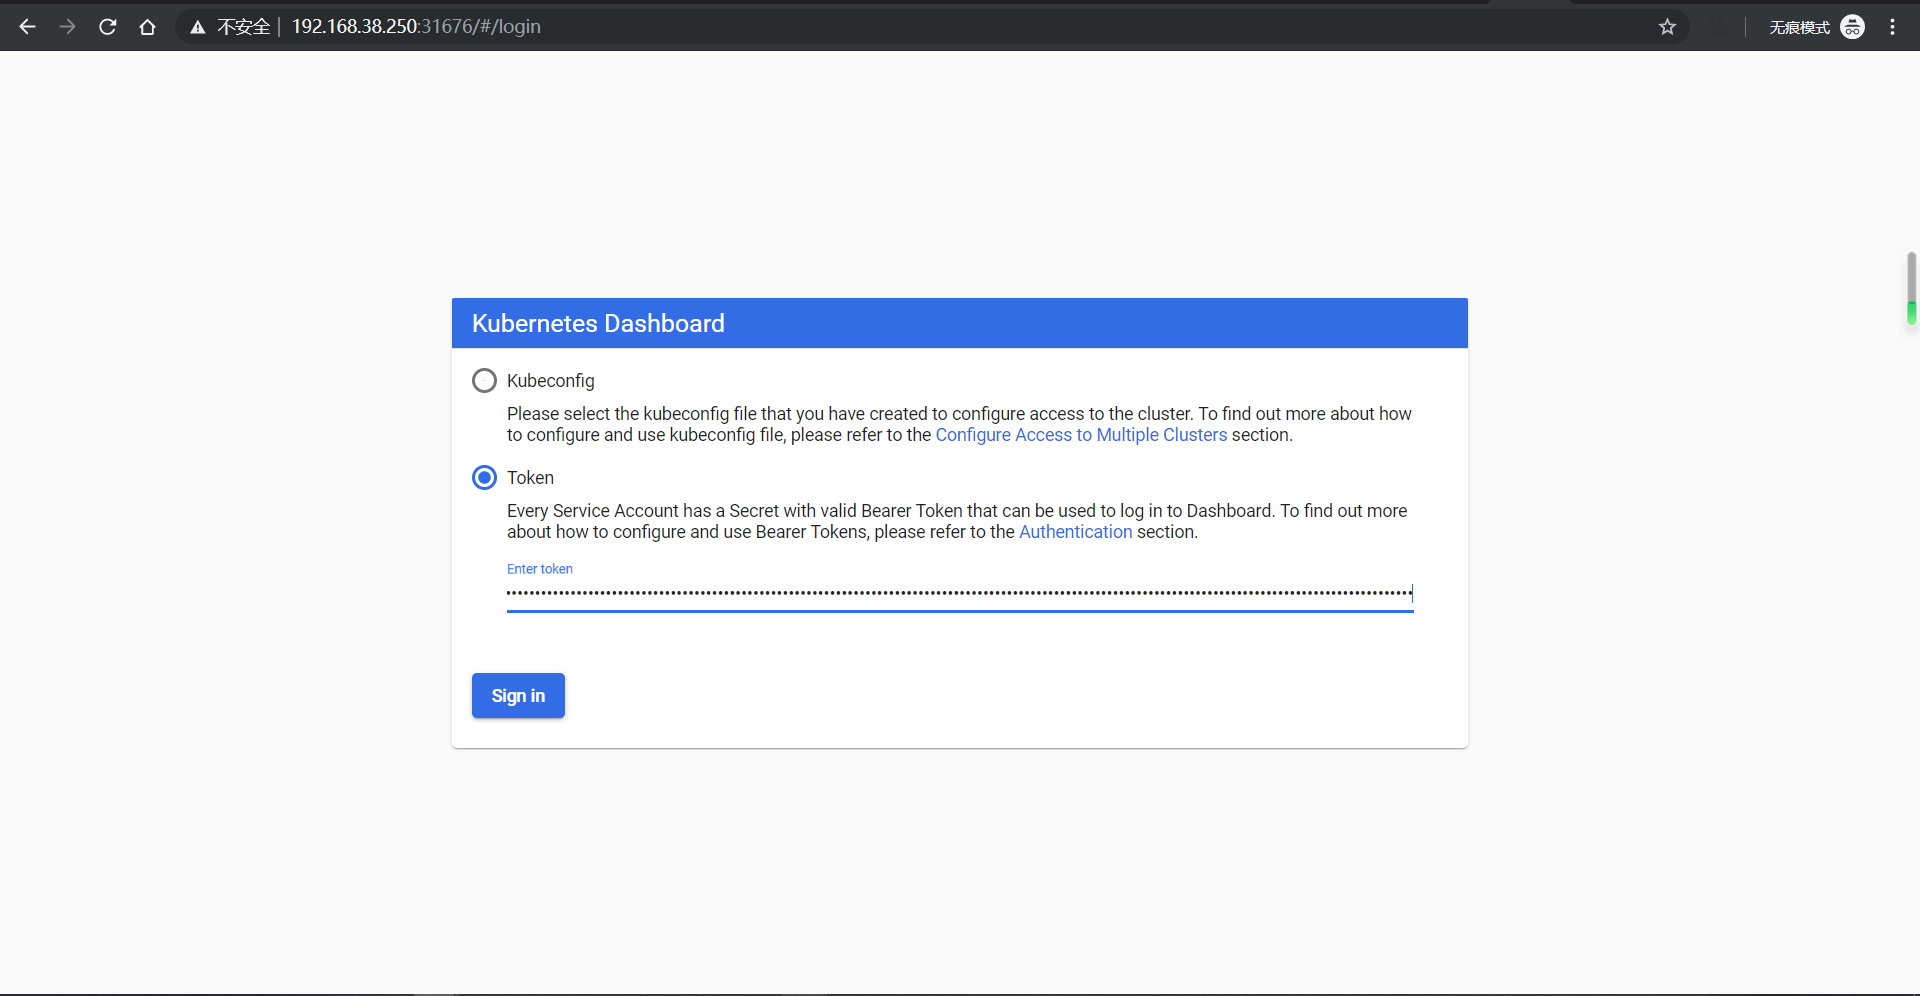 不安全 | 192.168.38.250:31676/#/login
无痕模式
Kubernetes Dashboard
Kubeconfig
Please select the kubeconfig file that you have created to configure access to the cluster. To find out more about how
to configure and use kubeconfig file, please refer to the Configure Access to Multiple Clusters section.
Token
Every Service Account has a Secret with valid Bearer Token that can be used to log in to Dashboard. To find out more
about how to configure and use Bearer Tokens, please refer to the Authentication section.
Enter token
Sign in